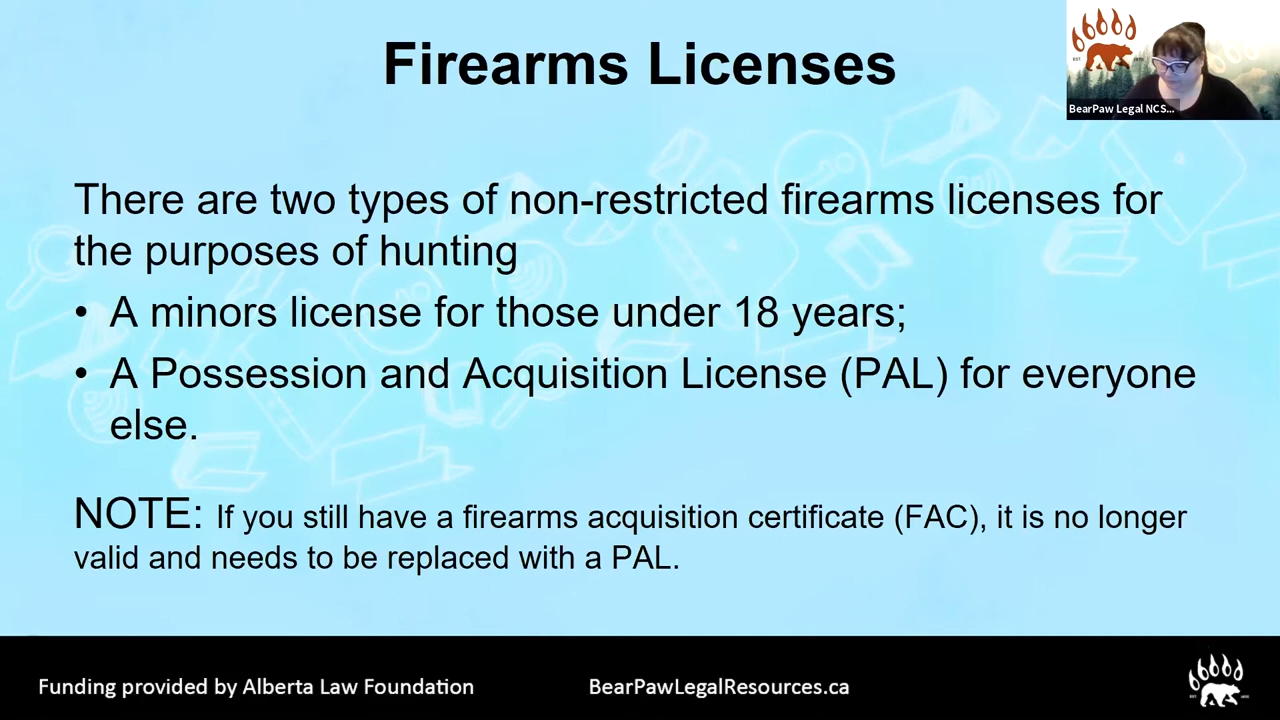 Firearms Licenses
BearPaw Legal NCS...
There are two types of non-restricted firearms licenses for
the purposes of hunting
• A minors license for those under 18 years;
• A Possession and Acquisition License (PAL) for everyone
else.
NOTE: If you still have a firearms acquisition certificate (FAC), it is no longer
valid and needs to be replaced with a PAL.
Funding provided by Alberta Law Foundation
BearPawLegalResources.ca